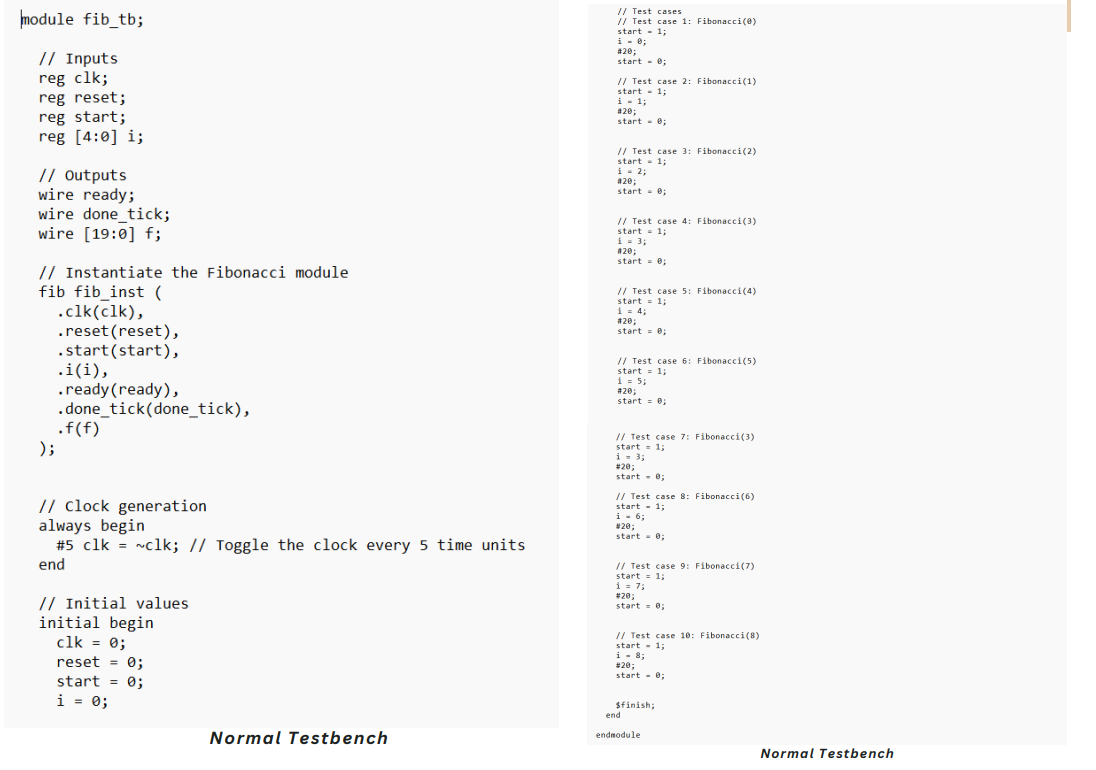 module fib_tb;
// Inputs
reg clk;
reg reset;
reg start;
reg [4:0] i;
// Outputs
wire ready;
wire done_tick;
wire [19:0] f;
// Instantiate the Fibonacci module
fib fib_inst (
.clk(clk),
.reset(reset),
.start(start),
.i(i),
.ready(ready),
.done_tick(done_tick),
.f(f)
);
// Clock generation
always begin
#5 clk = ~clk; // Toggle the clock every 5 time units
end
// Initial values
initial begin
clk = 0;
reset = 0;
start = 0;
i = 0;
Normal Testbench
// Test cases
// Test case 1: Fibonacci(0)
start = 1;
i = 0;
#20;
start = 0;
// Test case 2: Fibonacci(1)
start = 1;
i = 1;
#20;
start = 0;
// Test case 3: Fibonacci(2)
start = 1;
i = 2;
#20;
start = 0;
// Test case 4: Fibonacci(3)
start = 1;
i = 3;
#20;
start = 0;
// Test case 5: Fibonacci(4)
start = 1;
i = 4;
#20;
start = 0;
// Test case 6: Fibonacci(5)
start = 1;
i = 5;
#20;
start = 0;
// Test case 7: Fibonacci(3)
start = 1;
i = 3;
#20;
start = 0;
// Test case 8: Fibonacci(6)
start = 1;
i = 6;
#20;
start = 0;
// Test case 9: Fibonacci(7)
start = 1;
i = 7;
#20;
start = 0;
// Test case 10: Fibonacci(8)
start = 1;
i = 8;
#20;
start = 0;
$finish;
end
endmodule
Normal Testbench